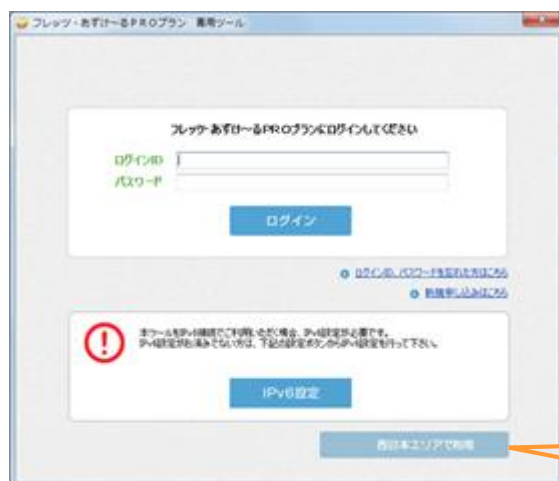 フレッツ・あずけ～るPROプラン 専用ツール
フレッツ・あずけ～るPROプランにログインしてください
ログインID
パスワード
ログイン
ログインID、パスワードを忘れた方はこちら
新規申し込みはこちら
本ツールをIPv6接続でご利用いただく場合、IPv6設定が必要です。
IPv6設定がお済みでない方は、下記の設定ボタンからIPv6設定を行って下さい。
IPv6設定
西日本エリアで利用